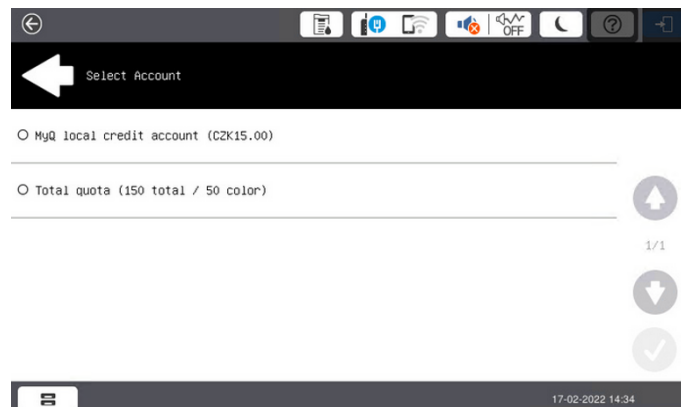 OFF
Select Account
MyQ local credit account (CZK15.00)
Total quota (150 total / 50 color)
1/1
17-02-2022 14:34